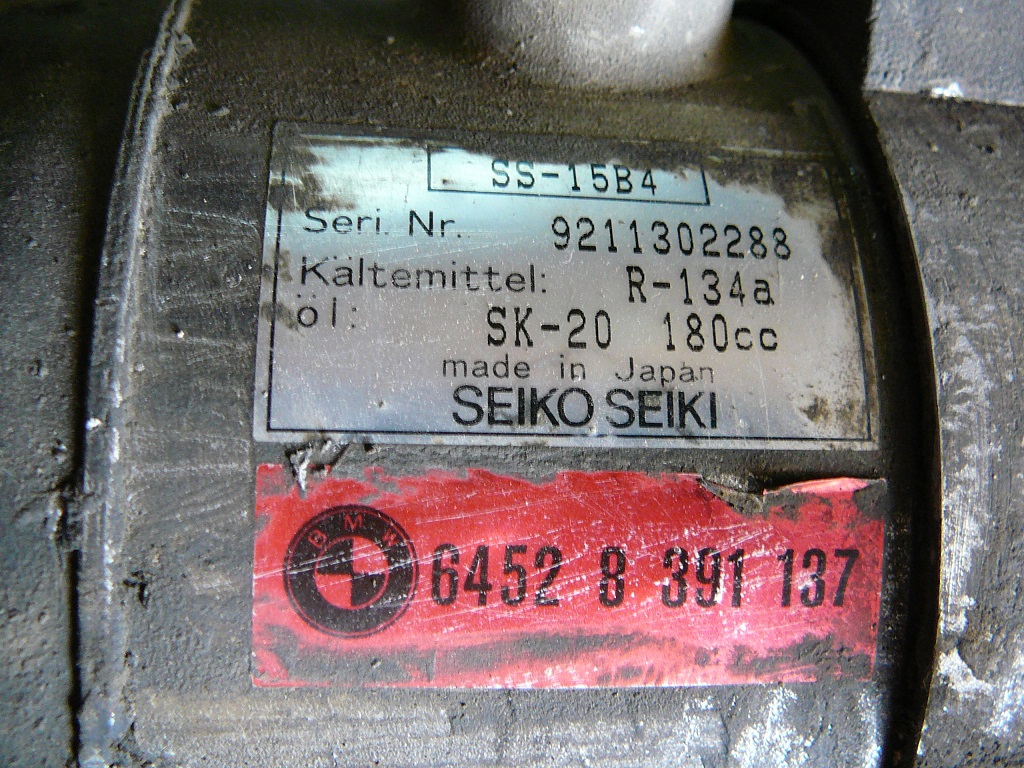 SS-15B4
Seri. Nr. 9211302288
Kältemittel: R-134a
öl: SK-20 180cc
made in Japan
SEIKO SEIKI
BMW
6452 8 391 137